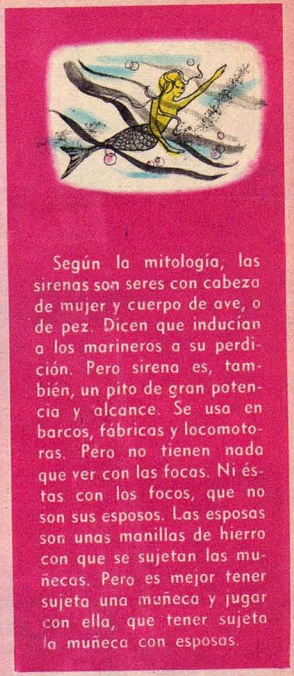 Según la mitología, las
sirenas son seres con cabeza
de mujer y cuerpo de ave, o
de pez. Dicen que inducían
a los marineros a su perdi-
ción. Pero sirena es, tam-
bién, un pito de gran poten-
cia y alcance. Se usa en
barcos, fábricas y locomoto-
ras. Pero no tienen nada
que ver con las focas. Ni és-
tas con los focos, que no
son sus esposos. Las esposas
son unas manillas de hierro
con que se sujetan las mu-
ñecas. Pero es mejor tener
sujeta una muñeca y jugar
con ella, que tener sujeta
la muñeca con esposas.